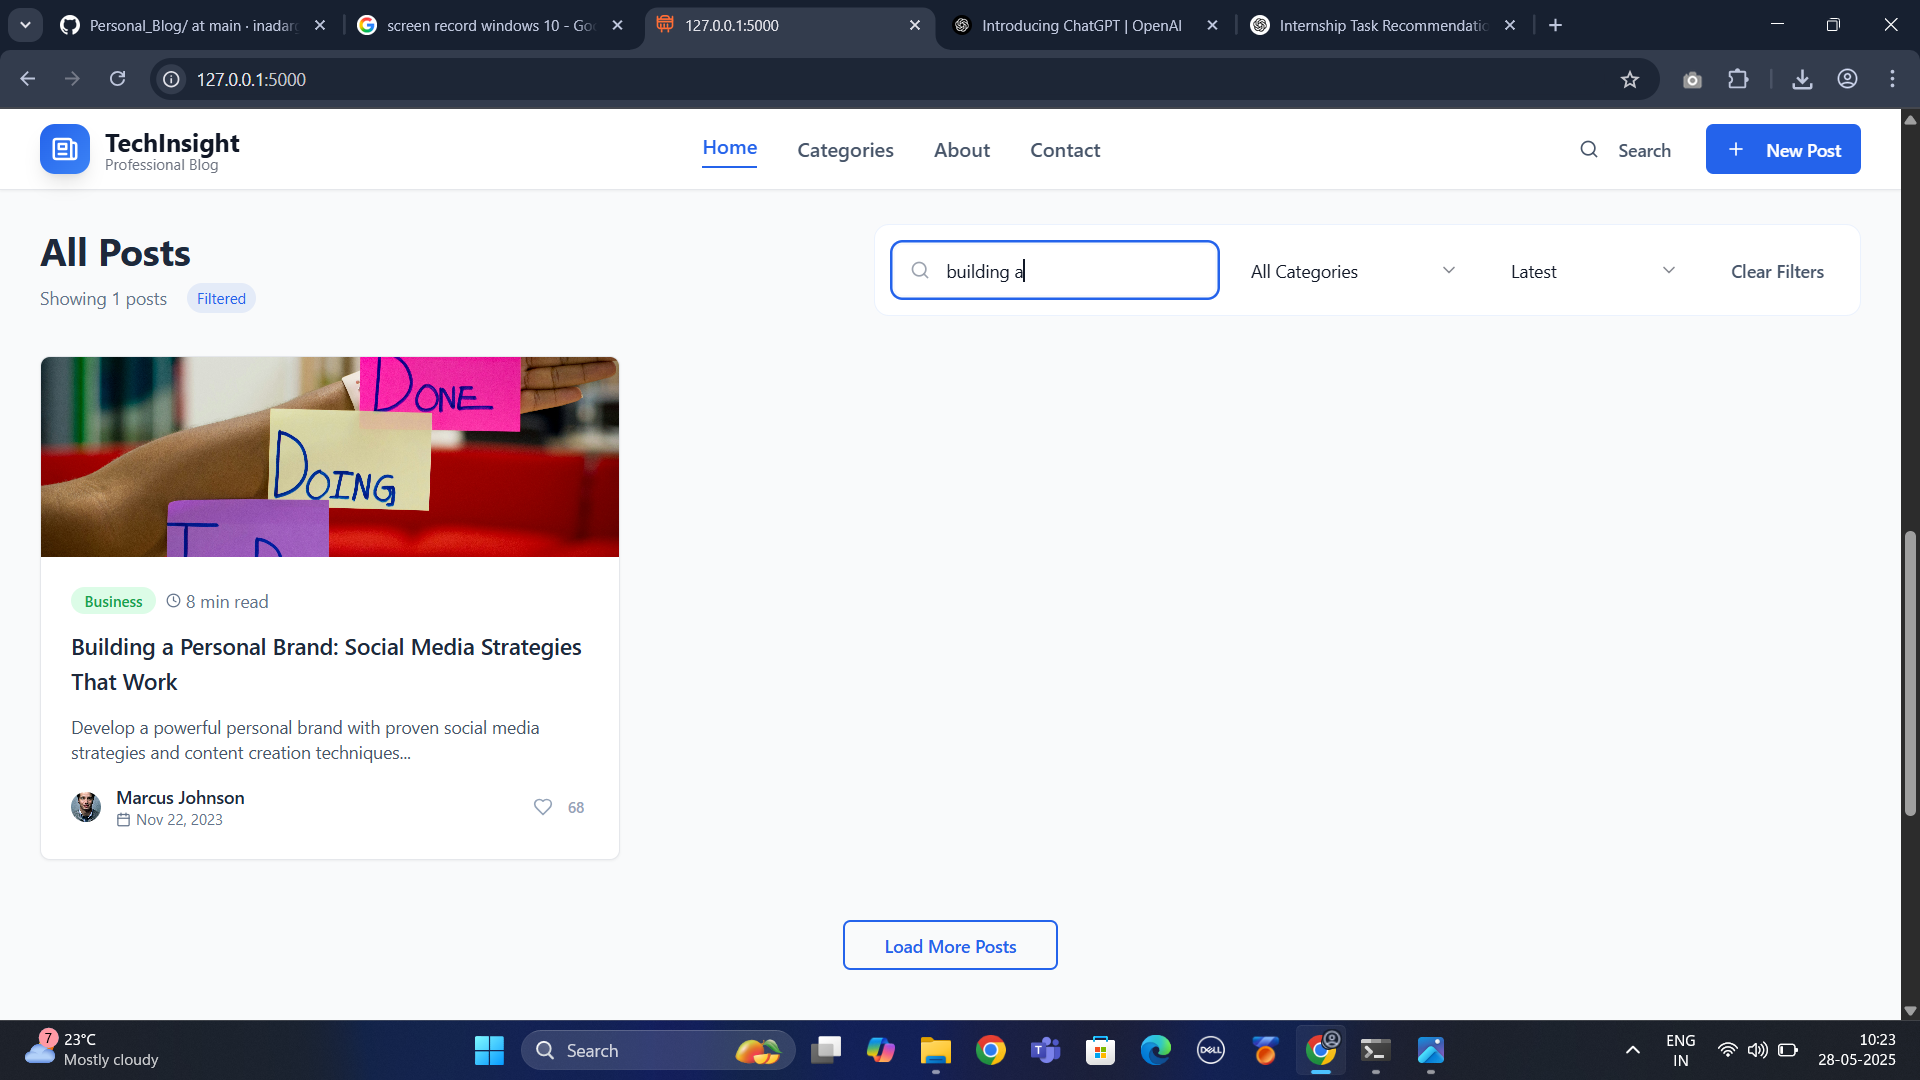 Personal_Blog/ at main · inadar
screen record windows 10 - Goo
127.0.0.1:5000
Introducing ChatGPT | OpenAI
Internship Task Recommendatio
127.0.0.1:5000
TechInsight
Professional Blog
Home
Categories
About
Contact
Search
New Post
All Posts
Showing 1 posts
Filtered
building a
All Categories
Latest
Clear Filters
DONE
DOING
Business
8 min read
Building a Personal Brand: Social Media Strategies
That Work
Develop a powerful personal brand with proven social media
strategies and content creation techniques...
Marcus Johnson
Nov 22, 2023
68
Load More Posts
7
23°C
Mostly cloudy
Search
DELL
ENG
IN
10:23
28-05-2025